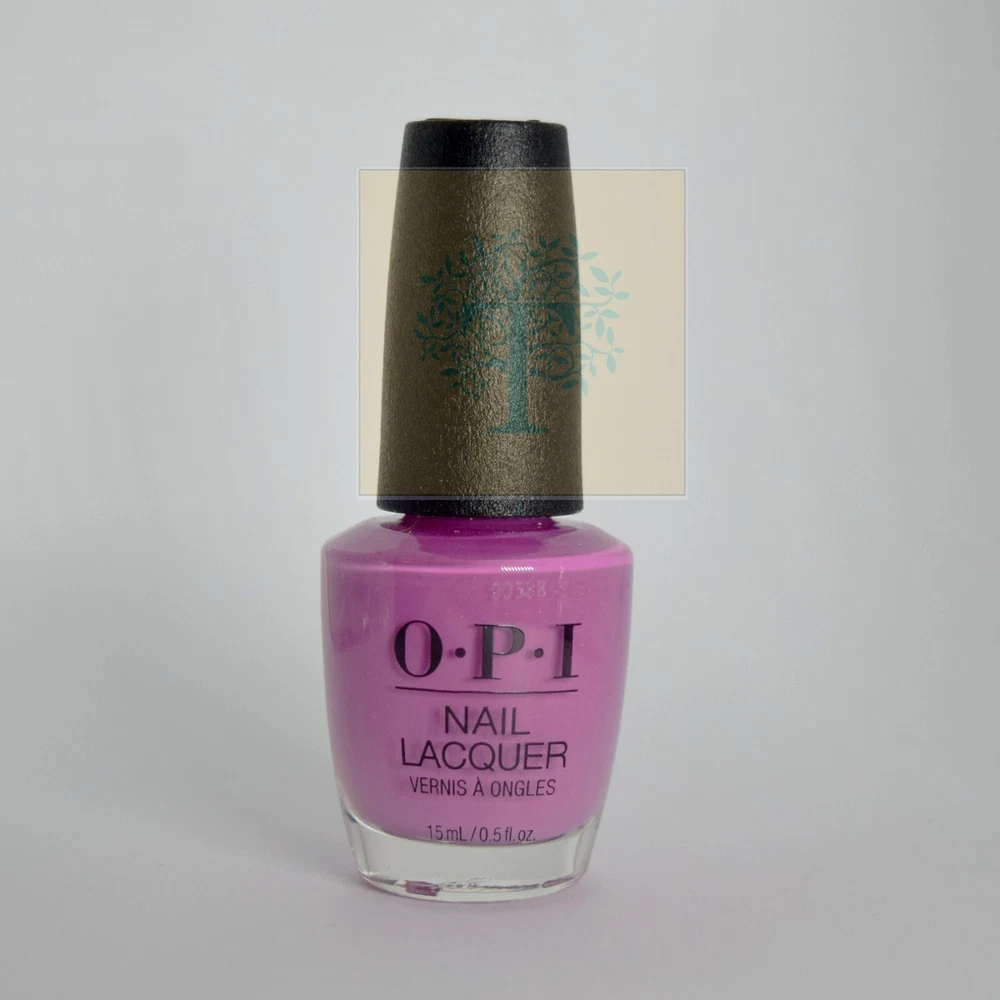 T
O·P·I
NAIL
LACQUER
VERNIS À ONGLES
15 mL / 0.5 fl. oz.